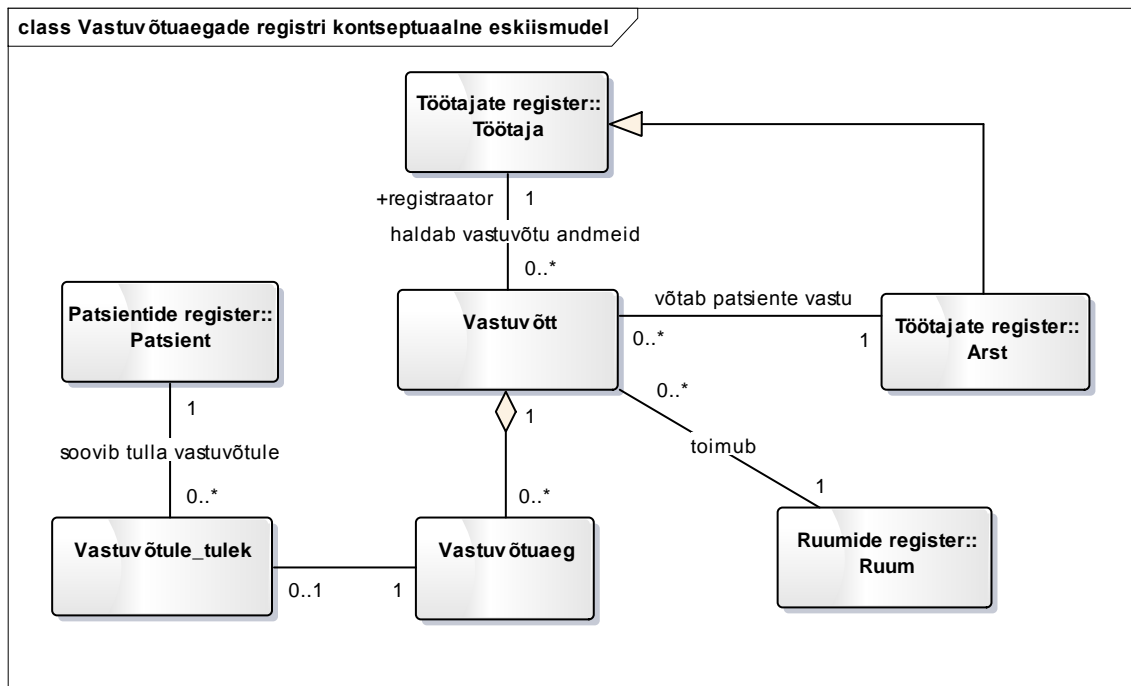 class Vastuvõtuaegade registri kontseptuaalne eskiismudel
Töötajate register::
Töötaja
+registraator
1
haldab vastuvõtu andmeid
0..*
Patsientide register::
Patsient
Vastuvõtt
võtab patsiente vastu
0..*
1
Töötajate register::
Arst
1
soovib tulla vastuvõtule
0..*
1
0..*
0..*
toimub
1
Vastuvõtule_tulek
0..1
1
Vastuvõtuaeg
Ruumide register::
Ruum